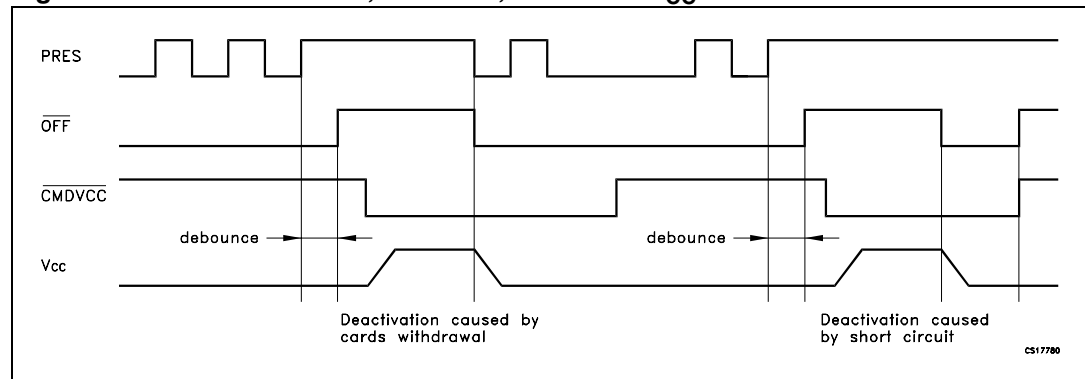 PRES
OFF
CMDVCC
debounce
debounce
Vcc
Deactivation caused by
cards withdrawal
Deactivation caused
by short circuit
CS17780